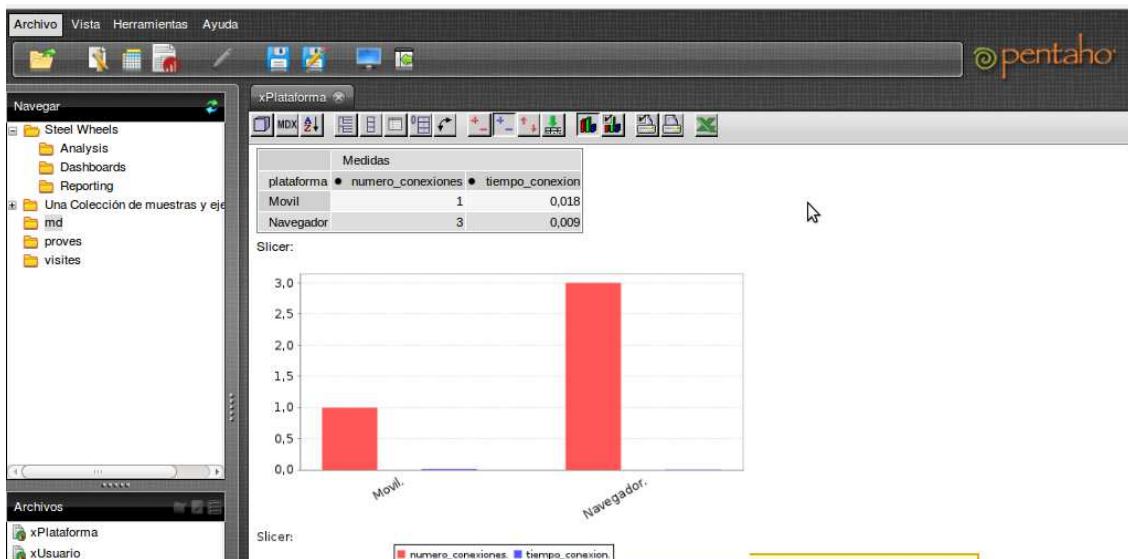 Archivo Vista Herramientas Ayuda
pentaho
Navegar
Steel Wheels
Analysis
Dashboards
Reporting
Una Colección de muestras y eje
md
proves
visites
Archivos
xPlataforma
xUsuario
xPlataforma
MDX
Medidas
plataforma numero_conexiones tiempo_conexion
Movil 1 0,018
Navegador 3 0,009
Slicer:
3,0
2,5
2,0
1,5
1,0
0,5
0,0
Movil.
Navegador.
Slicer:
numero_conexiones. tiempo_conexion.